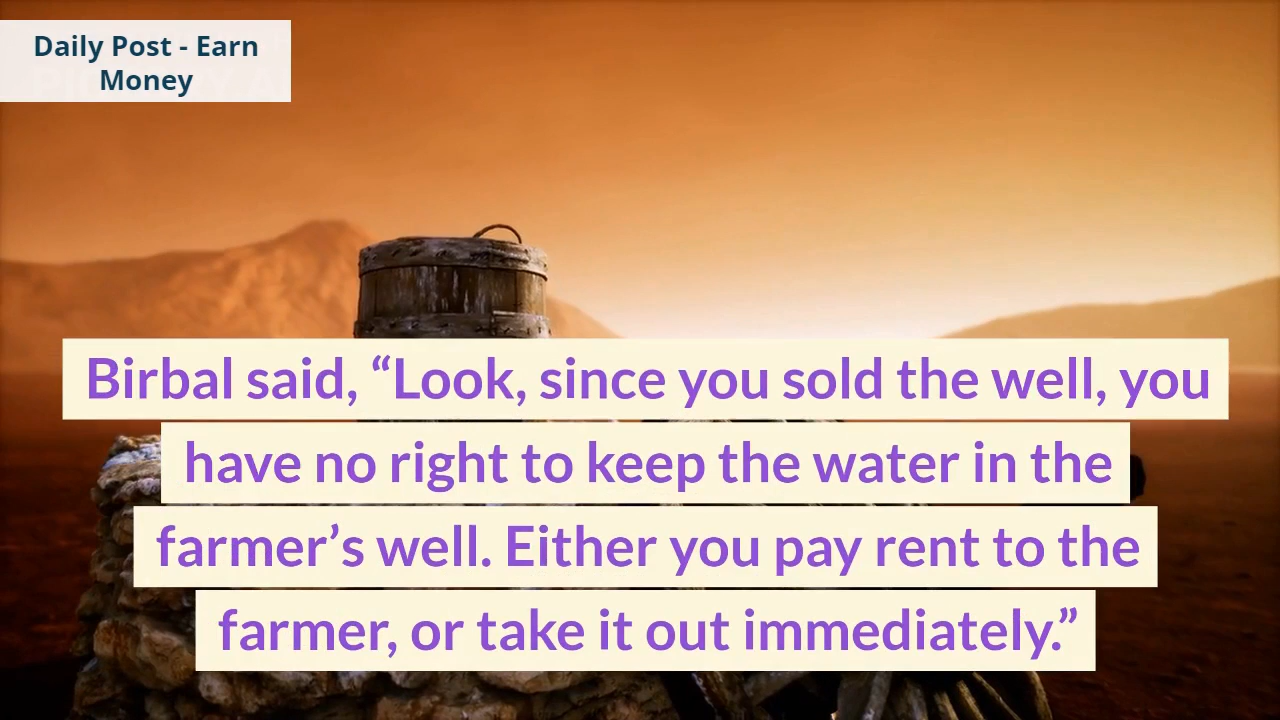 Daily Post - Earn
Money
Birbal said, “Look, since you sold the well, you
have no right to keep the water in the
farmer’s well. Either you pay rent to the
farmer, or take it out immediately.”